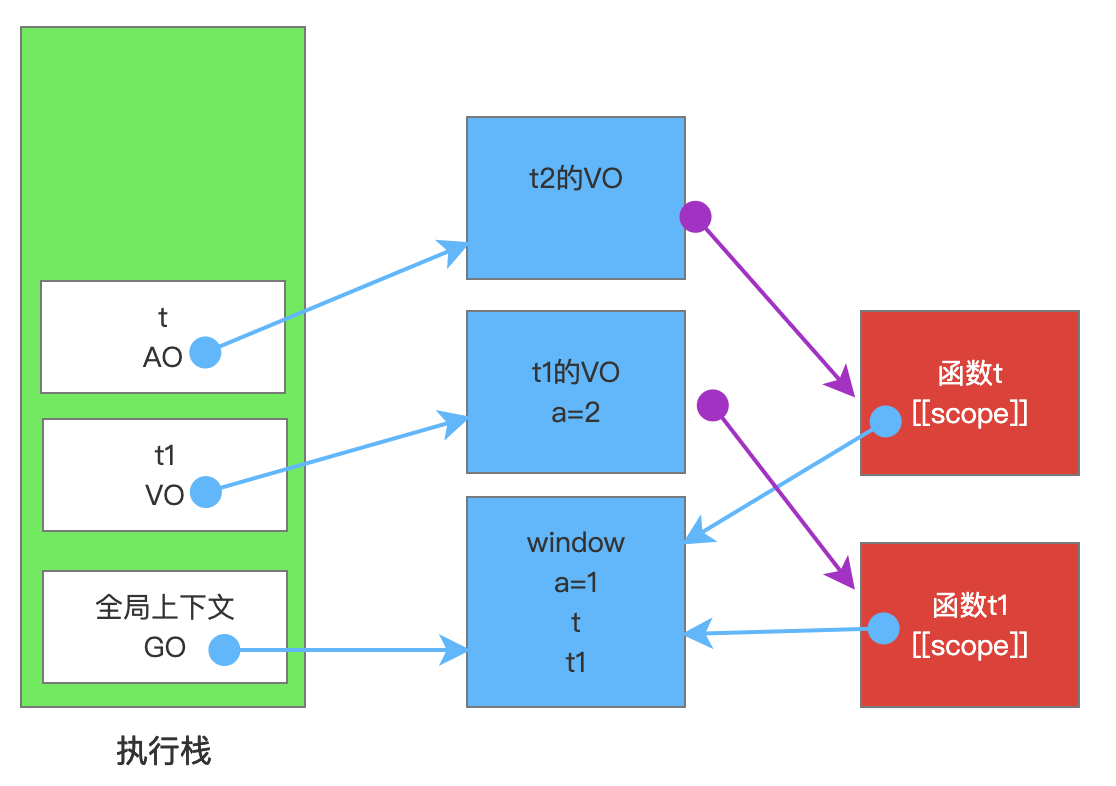 t
AO
t1
VO
全局上下文
GO
执行栈
t2的VO
t1的VO
a=2
window
a=1
t
t1
函数t
[[scope]]
函数t1
[[scope]]